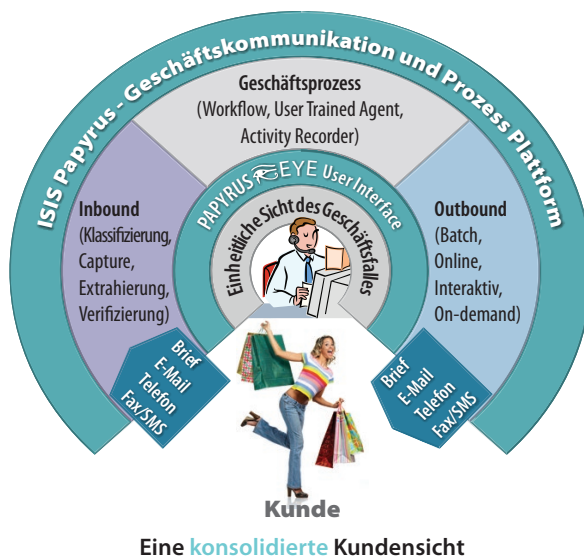 ISIS Papyrus - Geschäftskommunikation und Prozess Plattform
Geschäftsprozess
(Workflow, User Trained Agent,
Activity Recorder)
PAPYRUS EYE User Interface
Einheitliche Sicht des Geschäftsfalles
Inbound
(Klassifizierung,
Capture,
Extrahierung,
Verifizierung)
Outbound
(Batch,
Online,
Interaktiv,
On-demand)
Brief
E-Mail
Telefon
Fax/SMS
Brief
E-Mail
Telefon
Fax/SMS
Kunde
Eine konsolidierte Kundensicht